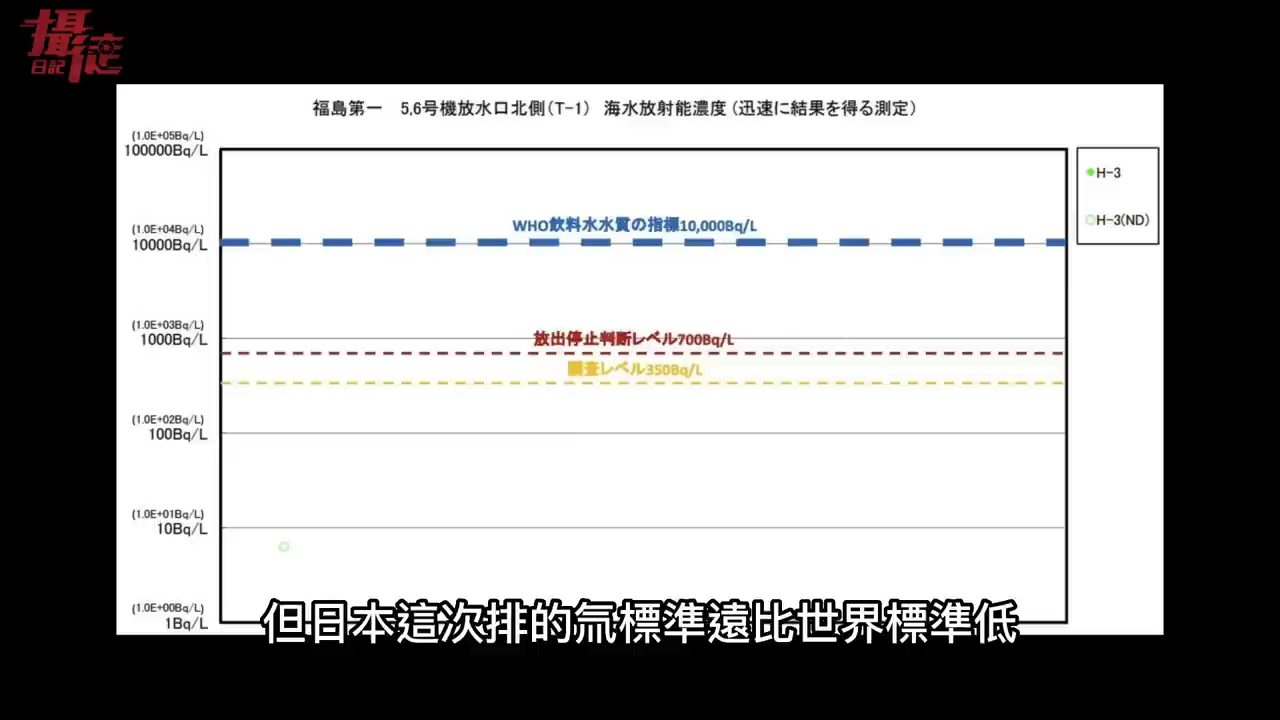 攝徒
日記
福島第一 5,6号機放水口北側(T-1) 海水放射能濃度(迅速に結果を得る測定)
(1.0E+05Bq/L)
100000Bq/L
H-3
H-3(ND)
WHO飲料水水質の指標10,000Bq/L
(1.0E+04Bq/L)
10000Bq/L
(1.0E+03Bq/L)
1000Bq/L
放出停止判断レベル700Bq/L
調査レベル350Bq/L
(1.0E+02Bq/L)
100Bq/L
(1.0E+01Bq/L)
10Bq/L
(1.0E+00Bq/L)
1Bq/L
但日本這次排的氚標準遠比世界標準低